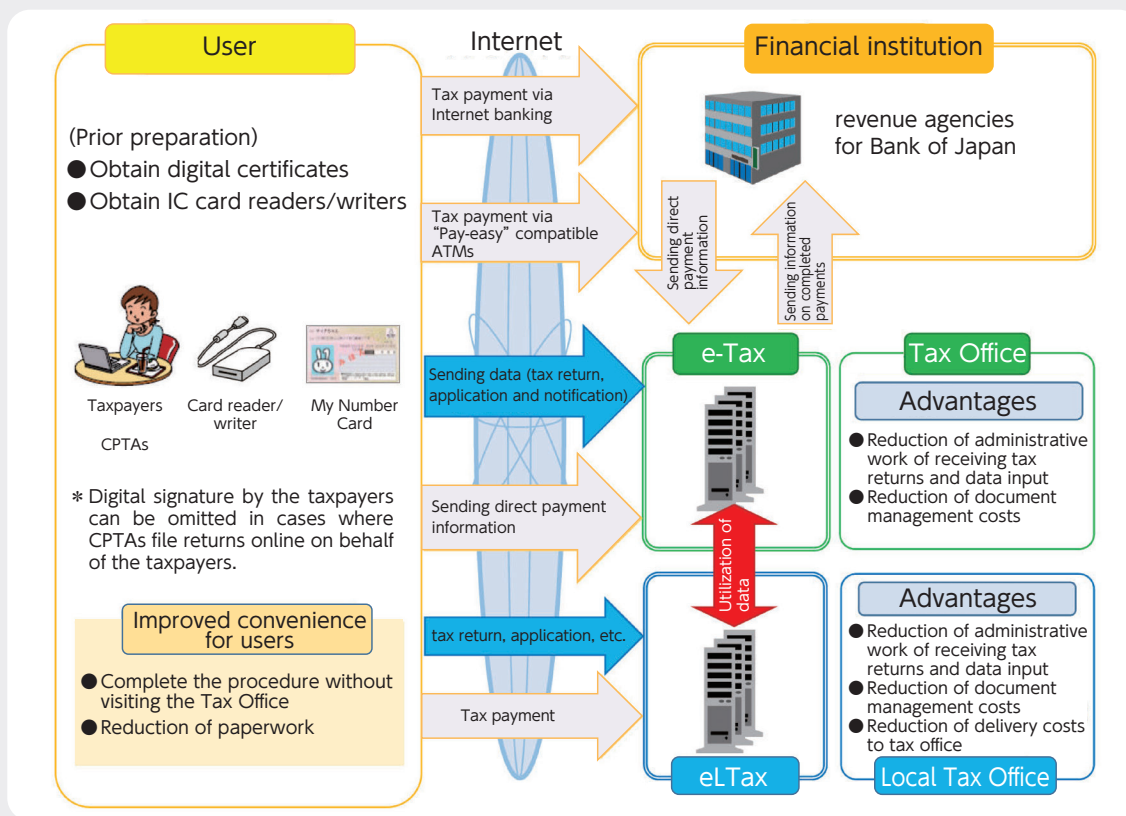 User
(Prior preparation)
● Obtain digital certificates
● Obtain IC card readers/writers
Taxpayers
CPTAs
Card reader/
writer
My Number
Card
* Digital signature by the taxpayers
can be omitted in cases where
CPTAs file returns online on behalf
of the taxpayers.
Improved convenience
for users
● Complete the procedure without
visiting the Tax Office
● Reduction of paperwork
Internet
Tax payment via
Internet banking
Tax payment via
“Pay-easy” compatible
ATMs
Sending data (tax return,
application and notification)
Sending direct payment
information
tax return, application, etc.
Tax payment
Financial institution
revenue agencies
for Bank of Japan
Sending direct
payment
information
Sending information
on completed
payments
e-Tax
Utilization of
data
eLTax
Tax Office
Advantages
● Reduction of administrative
work of receiving tax
returns and data input
● Reduction of document
management costs
Advantages
● Reduction of administrative
work of receiving tax
returns and data input
● Reduction of document
management costs
● Reduction of delivery costs
to tax office
Local Tax Office